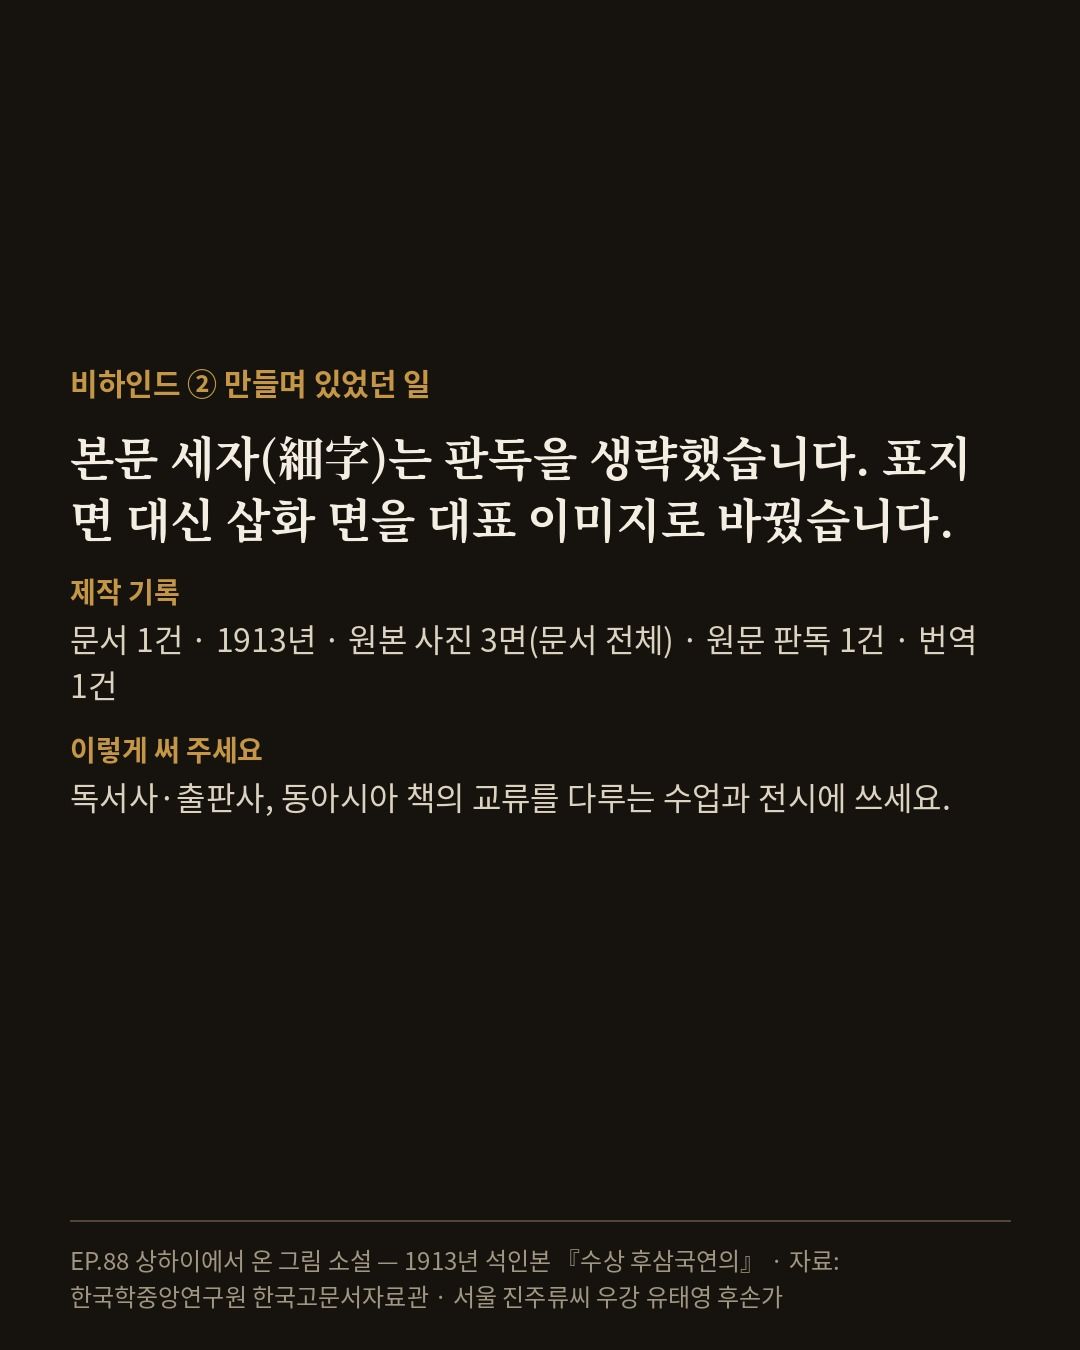 비하인드 ② 만들며 있었던 일
본문 세자(細字)는 판독을 생략했습니다. 표지
면 대신 삽화 면을 대표 이미지로 바꿨습니다.
제작 기록
문서 1건 · 1913년 · 원본 사진 3면(문서 전체) · 원문 판독 1건 · 번역
1건
이렇게 써 주세요
독서사·출판사, 동아시아 책의 교류를 다루는 수업과 전시에 쓰세요.
EP.88 상하이에서 온 그림 소설 — 1913년 석인본 『수상 후삼국연의』 · 자료:
한국학중앙연구원 한국고문서자료관 · 서울 진주류씨 우강 유태영 후손가